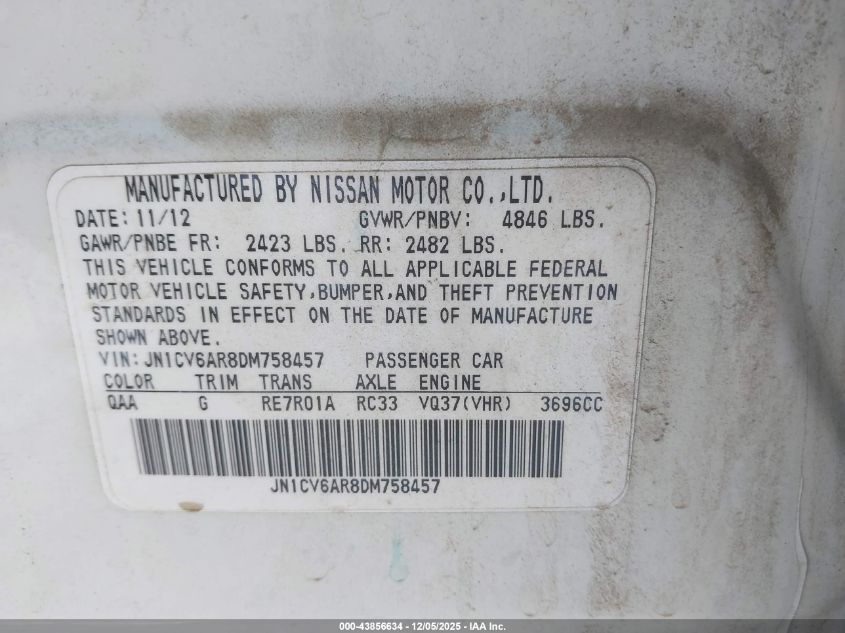 MANUFACTURED BY NISSAN MOTOR CO.,LTD.
DATE: 11/12 GVWR/PNBV: 4846 LBS.
GAWR/PNBE FR: 2423 LBS. RR: 2482 LBS.
THIS VEHICLE CONFORMS TO ALL APPLICABLE FEDERAL
MOTOR VEHICLE SAFETY,BUMPER,AND THEFT PREVENTION
STANDARDS IN EFFECT ON THE DATE OF MANUFACTURE
SHOWN ABOVE.
VIN: JN1CV6AR8DM758457 PASSENGER CAR
COLOR TRIM TRANS AXLE ENGINE
QAA G RE7R01A RC33 VQ37(VHR) 3696CC
JN1CV6AR8DM758457
000-43856634 - 12/05/2025 - IAA Inc.